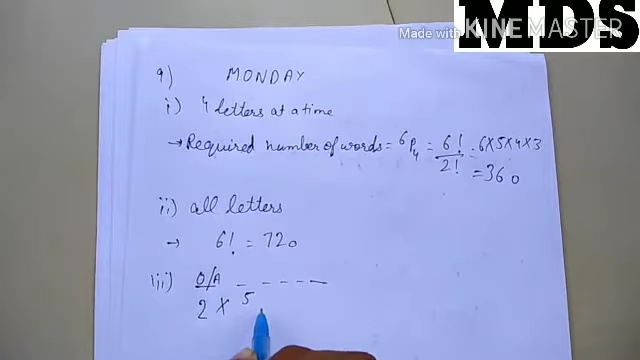 MDS
Made with KINEMASTER
9) MONDAY
i) 4 letters at a time
→ Required number of words = ⁶P₄ = 6!/2! = 6×5×4×3
= 360
ii) all letters
→ 6! = 720
iii) O/A _ _ _ _ _
2 × 5